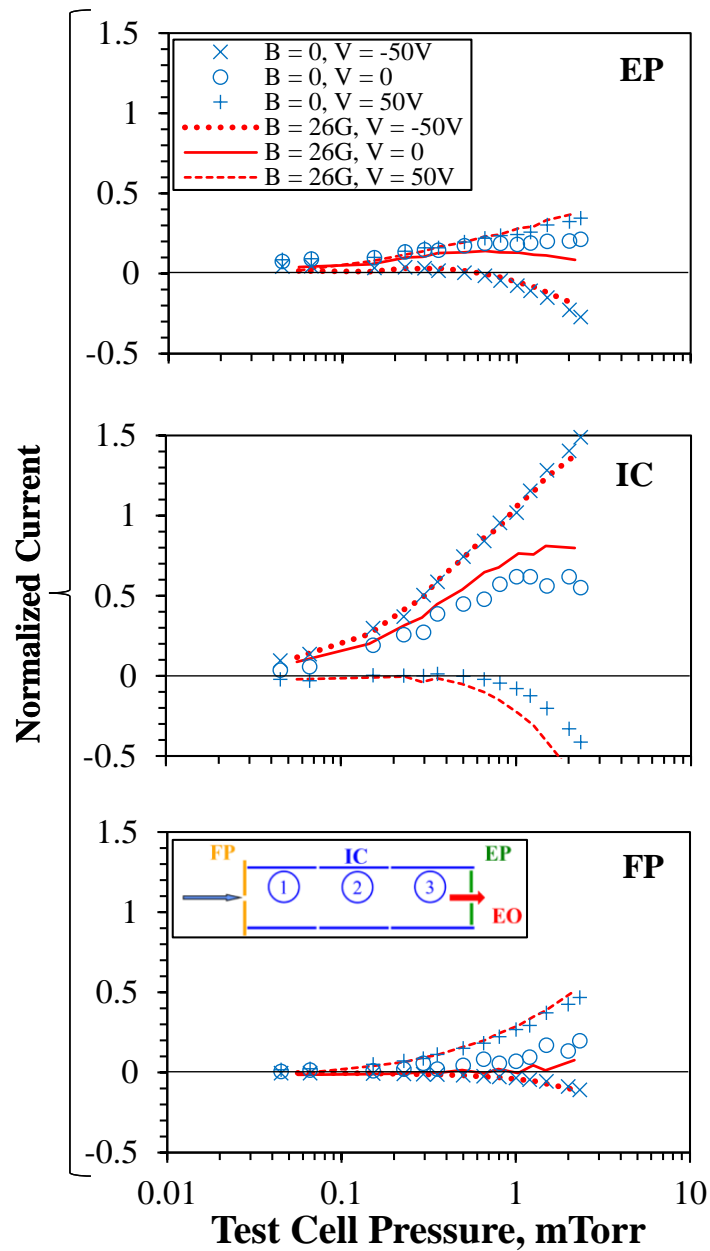 1.5
1
0.5
0
-0.5
B = 0, V = -50V
B = 0, V = 0
B = 0, V = 50V
B = 26G, V = -50V
B = 26G, V = 0
B = 26G, V = 50V
EP
Normalized Current
1.5
1
0.5
0
-0.5
IC
1.5
1
0.5
0
-0.5
FP
FP
IC
EP
1
2
3
EO
0.01
0.1
1
10
Test Cell Pressure, mTorr